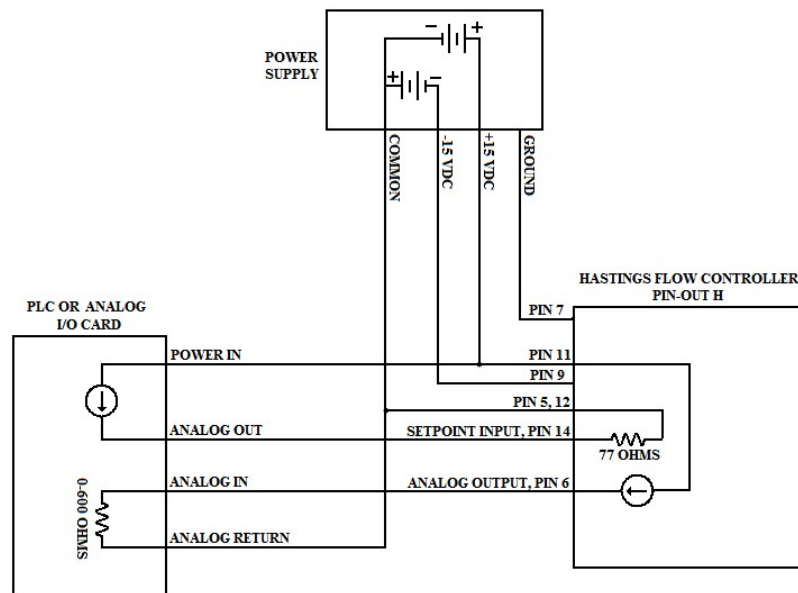 POWER
SUPPLY
- +
+ -
COMMON
-15 VDC
+15 VDC
GROUND
HASTINGS FLOW CONTROLLER
PIN-OUT H
PLC OR ANALOG
I/O CARD
PIN 7
POWER IN
PIN 11
PIN 9
PIN 5, 12
ANALOG OUT
SETPOINT INPUT, PIN 14
77 OHMS
ANALOG IN
ANALOG OUTPUT, PIN 6
0-600 OHMS
ANALOG RETURN